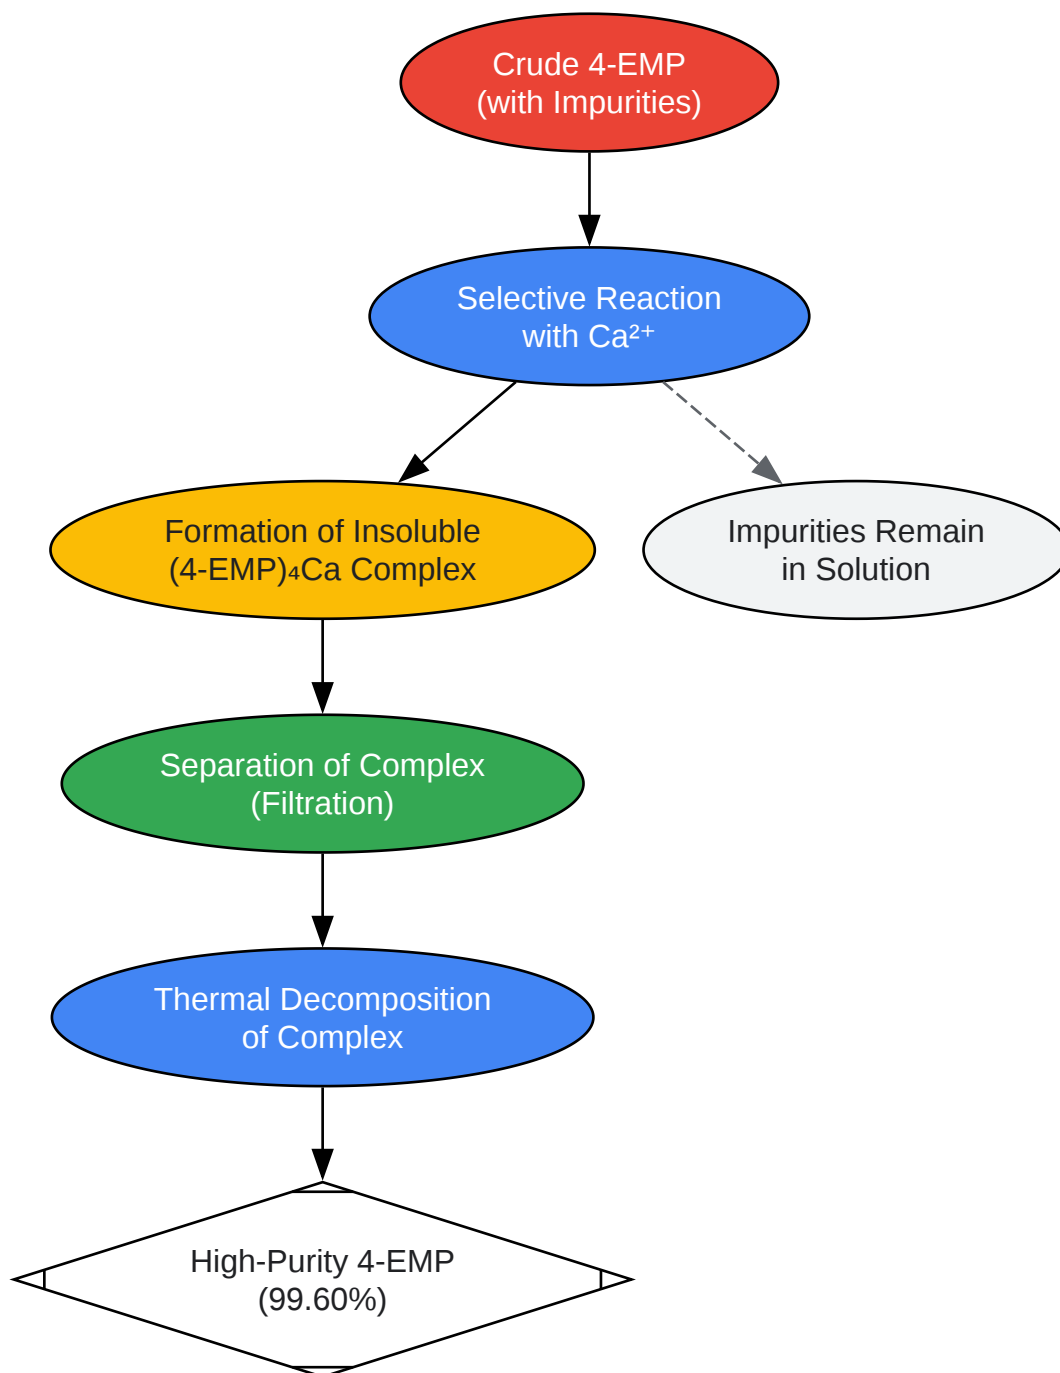 Crude 4-EMP
(with Impurities)
Selective Reaction
with Ca²⁺
Formation of Insoluble
(4-EMP)₄Ca Complex
Impurities Remain
in Solution
Separation of Complex
(Filtration)
Thermal Decomposition
of Complex
High-Purity 4-EMP
(99.60%)